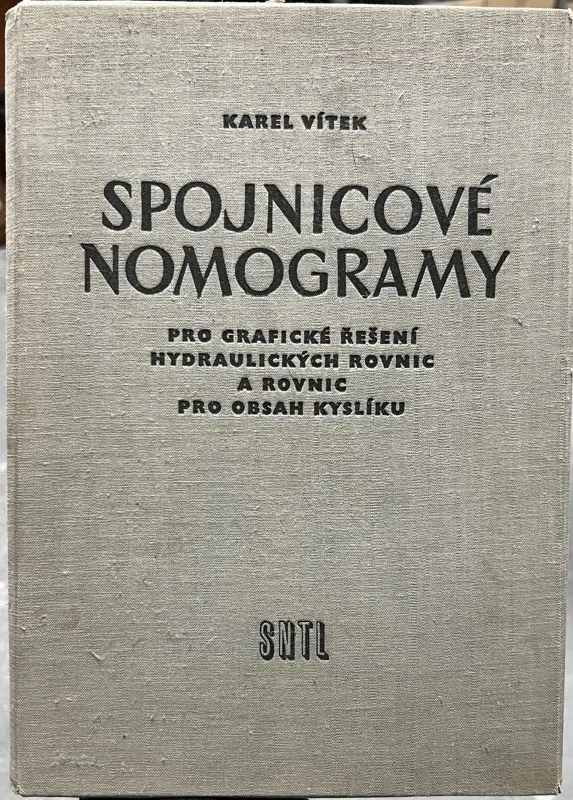 KAREL VÍTEK
SPOJNICOVÉ
NOMOGRAMY
PRO GRAFICKÉ ŘEŠENÍ
HYDRAULICKÝCH ROVNIC
A ROVNIC
PRO OBSAH KYSLÍKU
SNTL